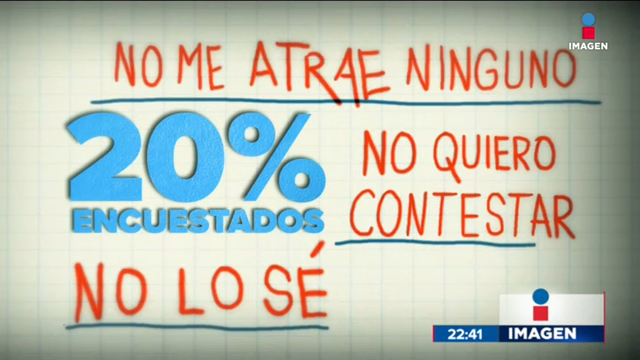 IMAGEN
NO ME ATRAE NINGUNO
20%
ENCUESTADOS
NO QUIERO
CONTESTAR
NO LO SÉ
22:41
IMAGEN